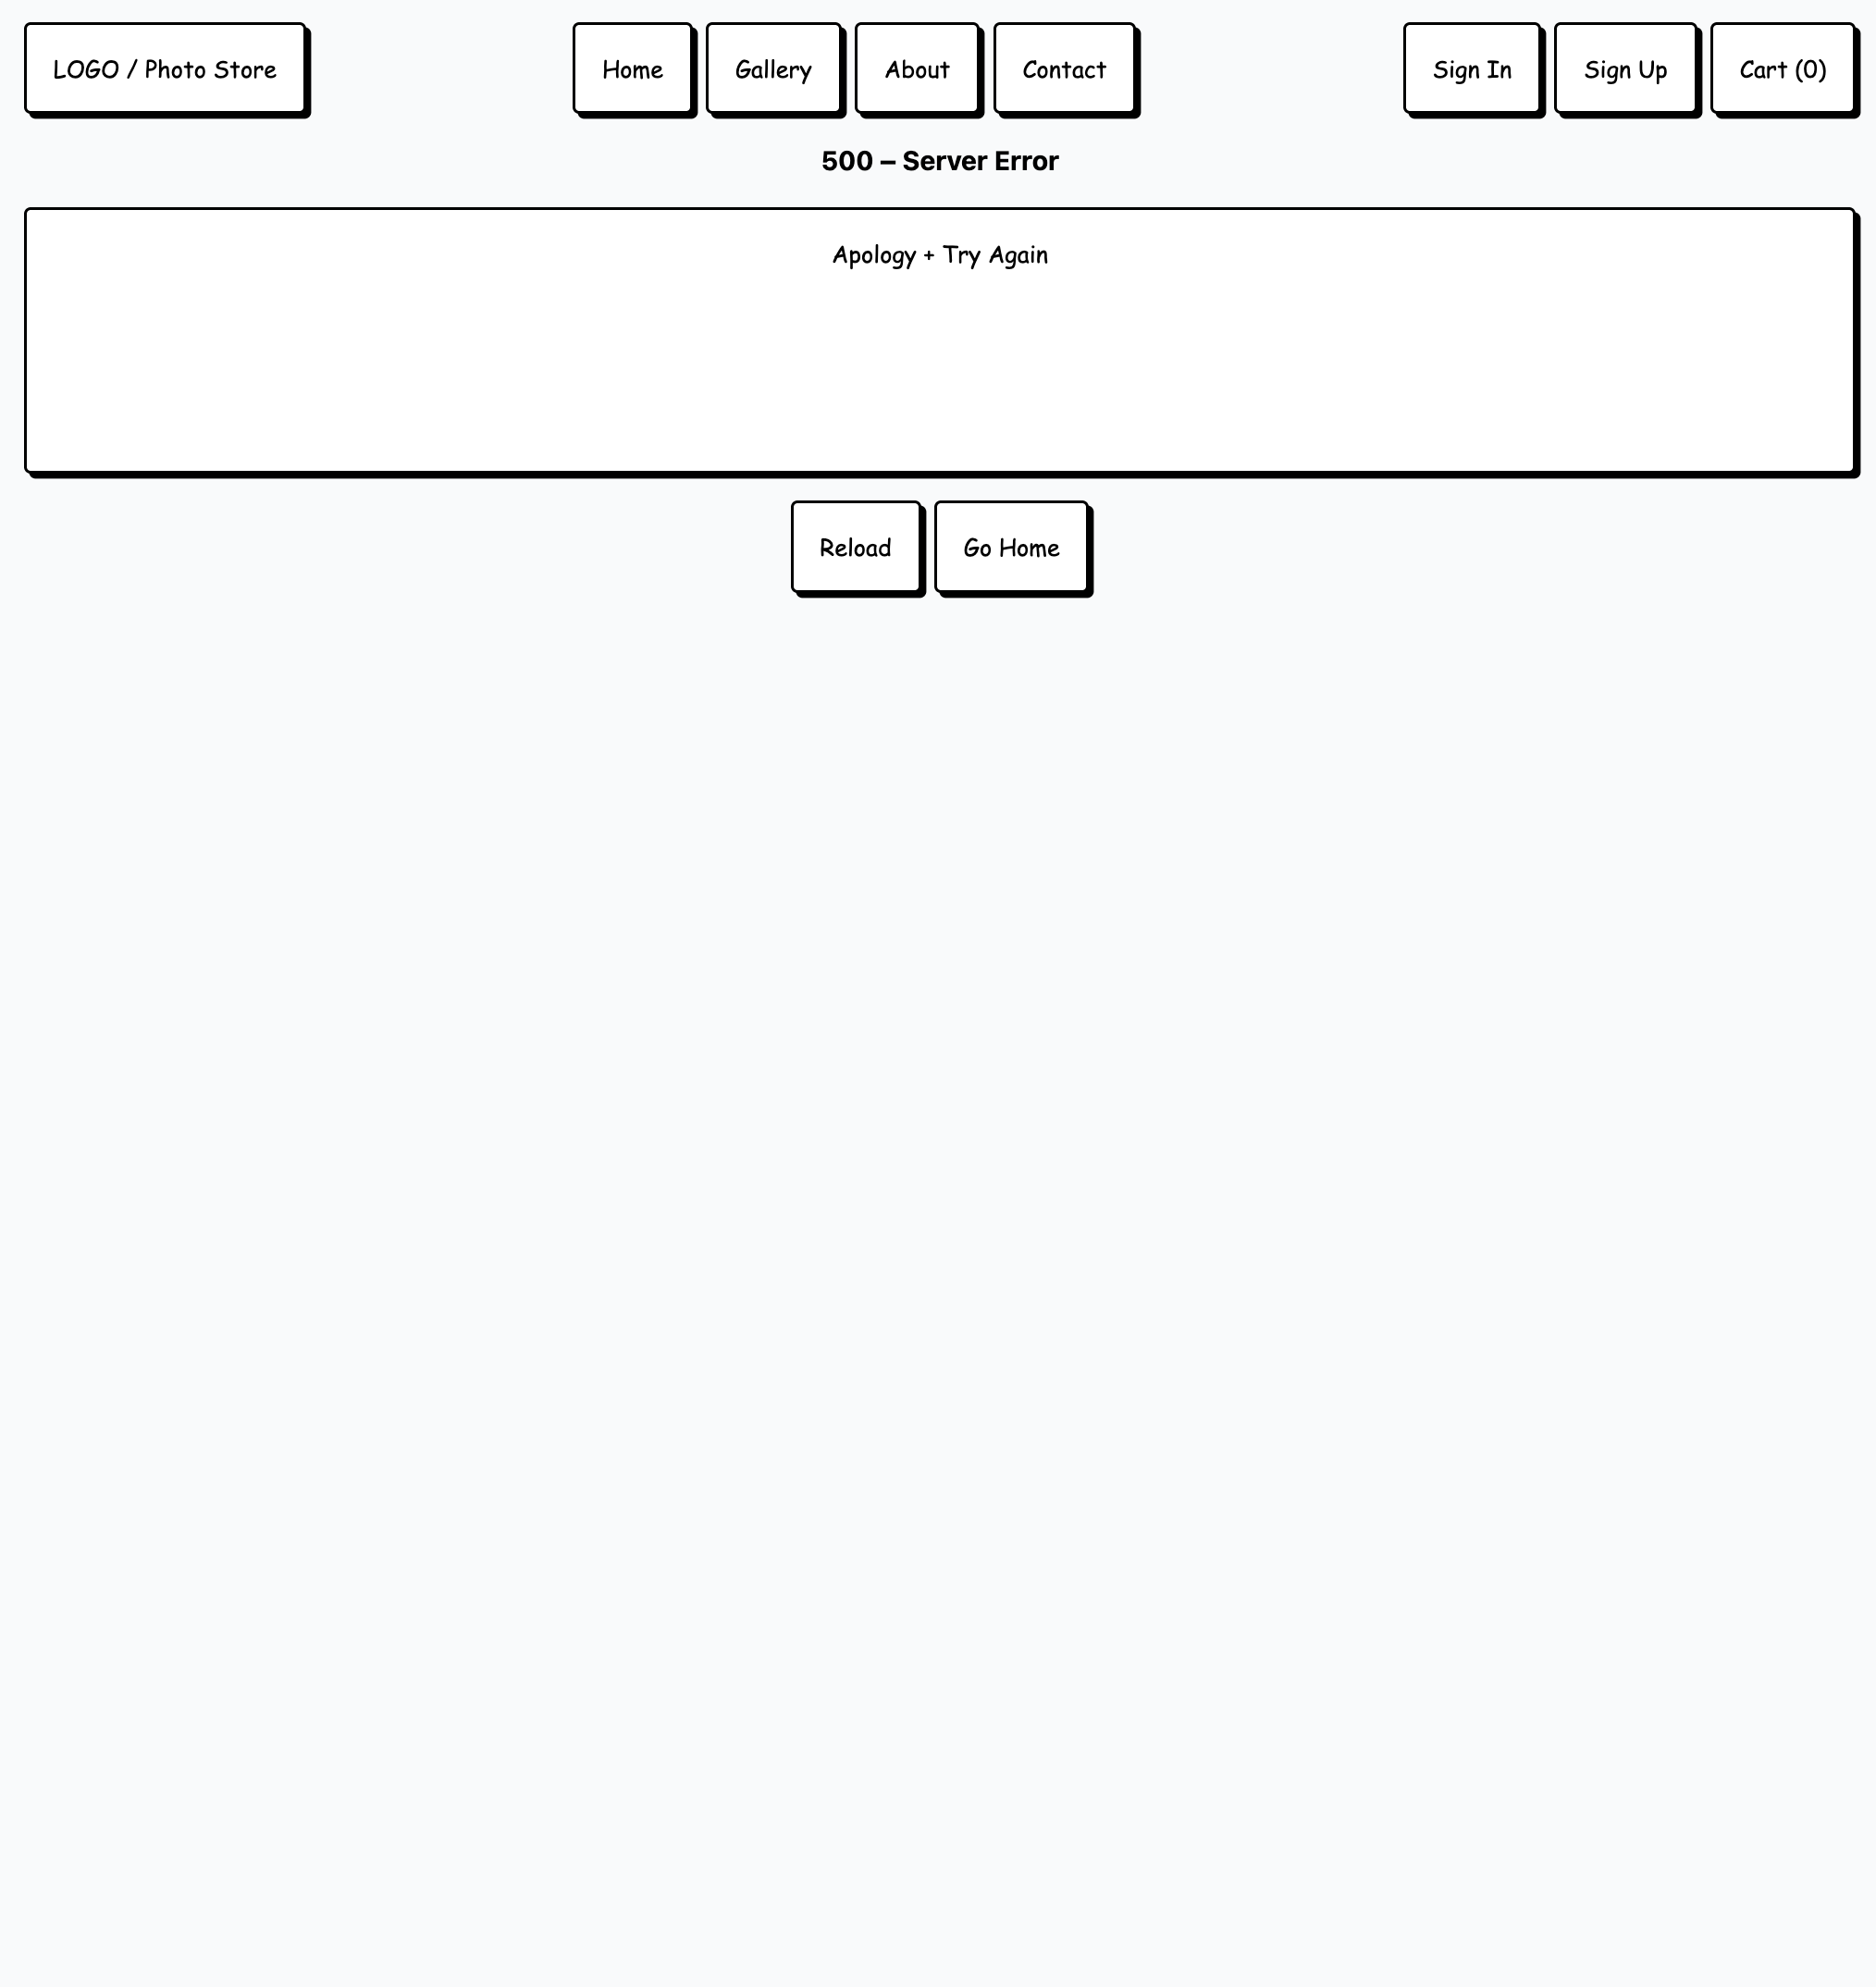 LOGO / Photo Store
Home
Gallery
About
Contact
Sign In
Sign Up
Cart (0)
500 – Server Error
Apology + Try Again
Reload
Go Home